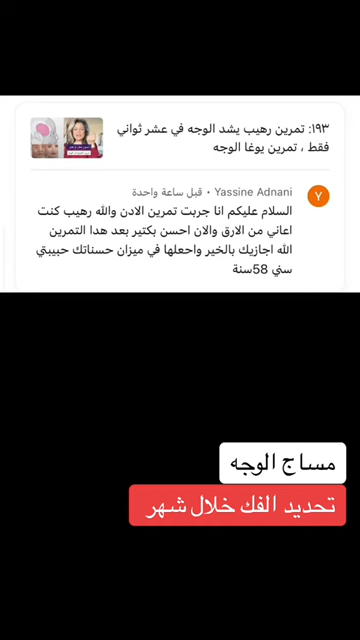 ١٩٣: تمرين رهيب يشد الوجه في عشر ثواني
فقط ، تمرين يوغا الوجه
Y
Yassine Adnani • قبل ساعة واحدة
السلام عليكم انا جربت تمرين الادن والله رهيب كنت
اعاني من الارق والان احسن بكتير بعد هدا التمرين
الله اجازيك بالخير واحعلها في ميزان حسناتك حبيبتي
سني 58سنة
مساج الوجه
تحديد الفك خلال شهر